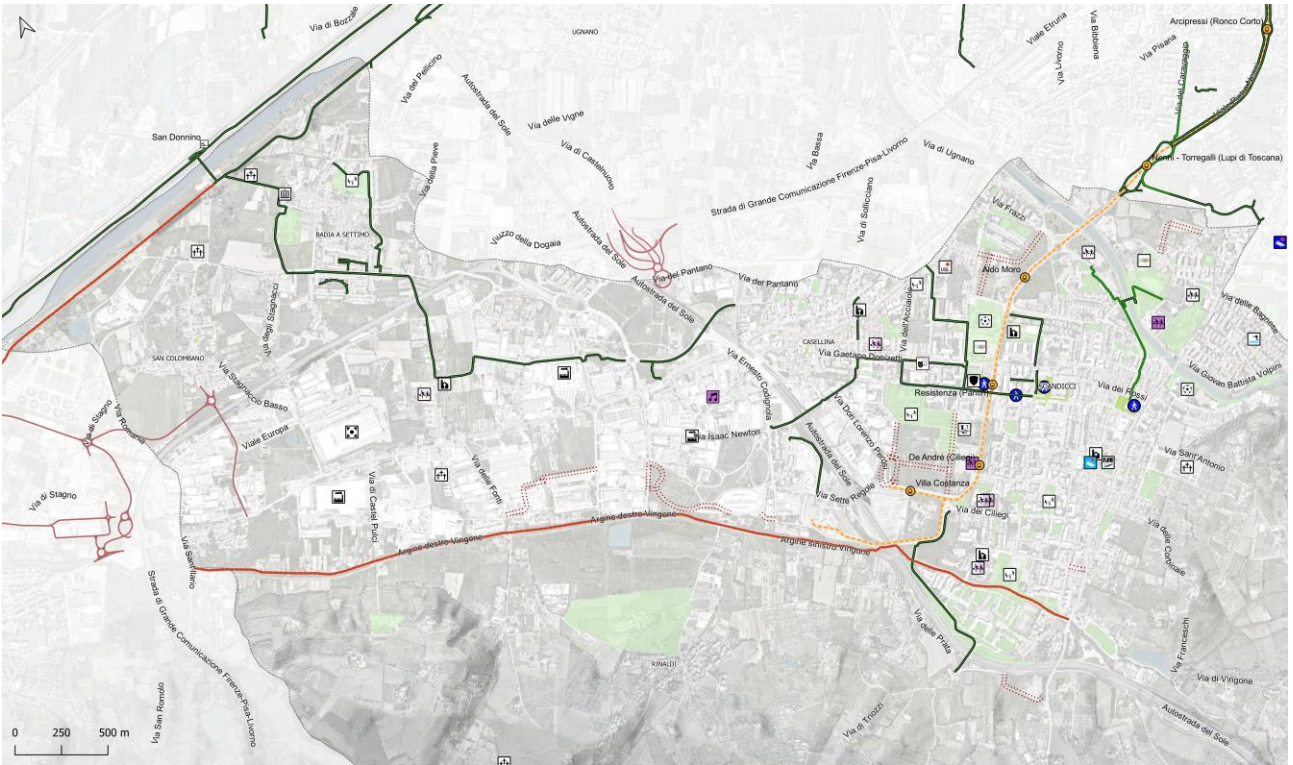 Via di Bozzale
UGNANO
Viale Etruria
Via Bibbiena
Arcipressi (Ronco Corto)
Via Pisana
Via Livorno
Via del Pellicino
Autostrada del Sole
Via del Caravaggio
Via delle Vigne
San Donnino
Via Bassa
Via di Ugnano
Via di Castelnuovo
Nenni - Torregalli (Lupi di Toscana)
Via della Pieve
Strada di Grande Comunicazione Firenze-Pisa-Livorno
Via di Sollicciano
Via Frazzi
BADIA A SETTIMO
Viuzzo della Dogaia
Autostrada del Sole
USL
Aldo Moro
Via del Pantano
Via del Pantano
Autostrada del Sole
Via delle Bagnese
Via degli Stagnacci
Via dell'Acciaiolo
CASELLINA
Via Gaetano Donizetti
SAN COLOMBANO
Via Ernesto Codignola
Via Giovan Battista Volpini
Via Stagnaccio Basso
Resistenza (Pariin)
Via dei Rossi
Via di Stagno
Via Romania
Viale Europa
Via Isaac Newton
Via Don Lorenzo Perosi
Autostrada del Sole
De André (Ciliegi)
Via Sant'Antonio
Via di Stagno
Via di Castel Pulci
Via delle Fonti
Via Sette Regole
Villa Costanza
Via dei Ciliegi
Via delle Corbinaie
Argine destro Vingone
Argine destro Vingone
Argine sinistro Vingone
Via Sant'Ilario
Strada di Grande Comunicazione Firenze-Pisa-Livorno
Via delle Prata
Via Franceschi
RINALDI
Via di Vingone
Via San Romolo
Via di Triozzi
Autostrada del Sole
0 250 500 m